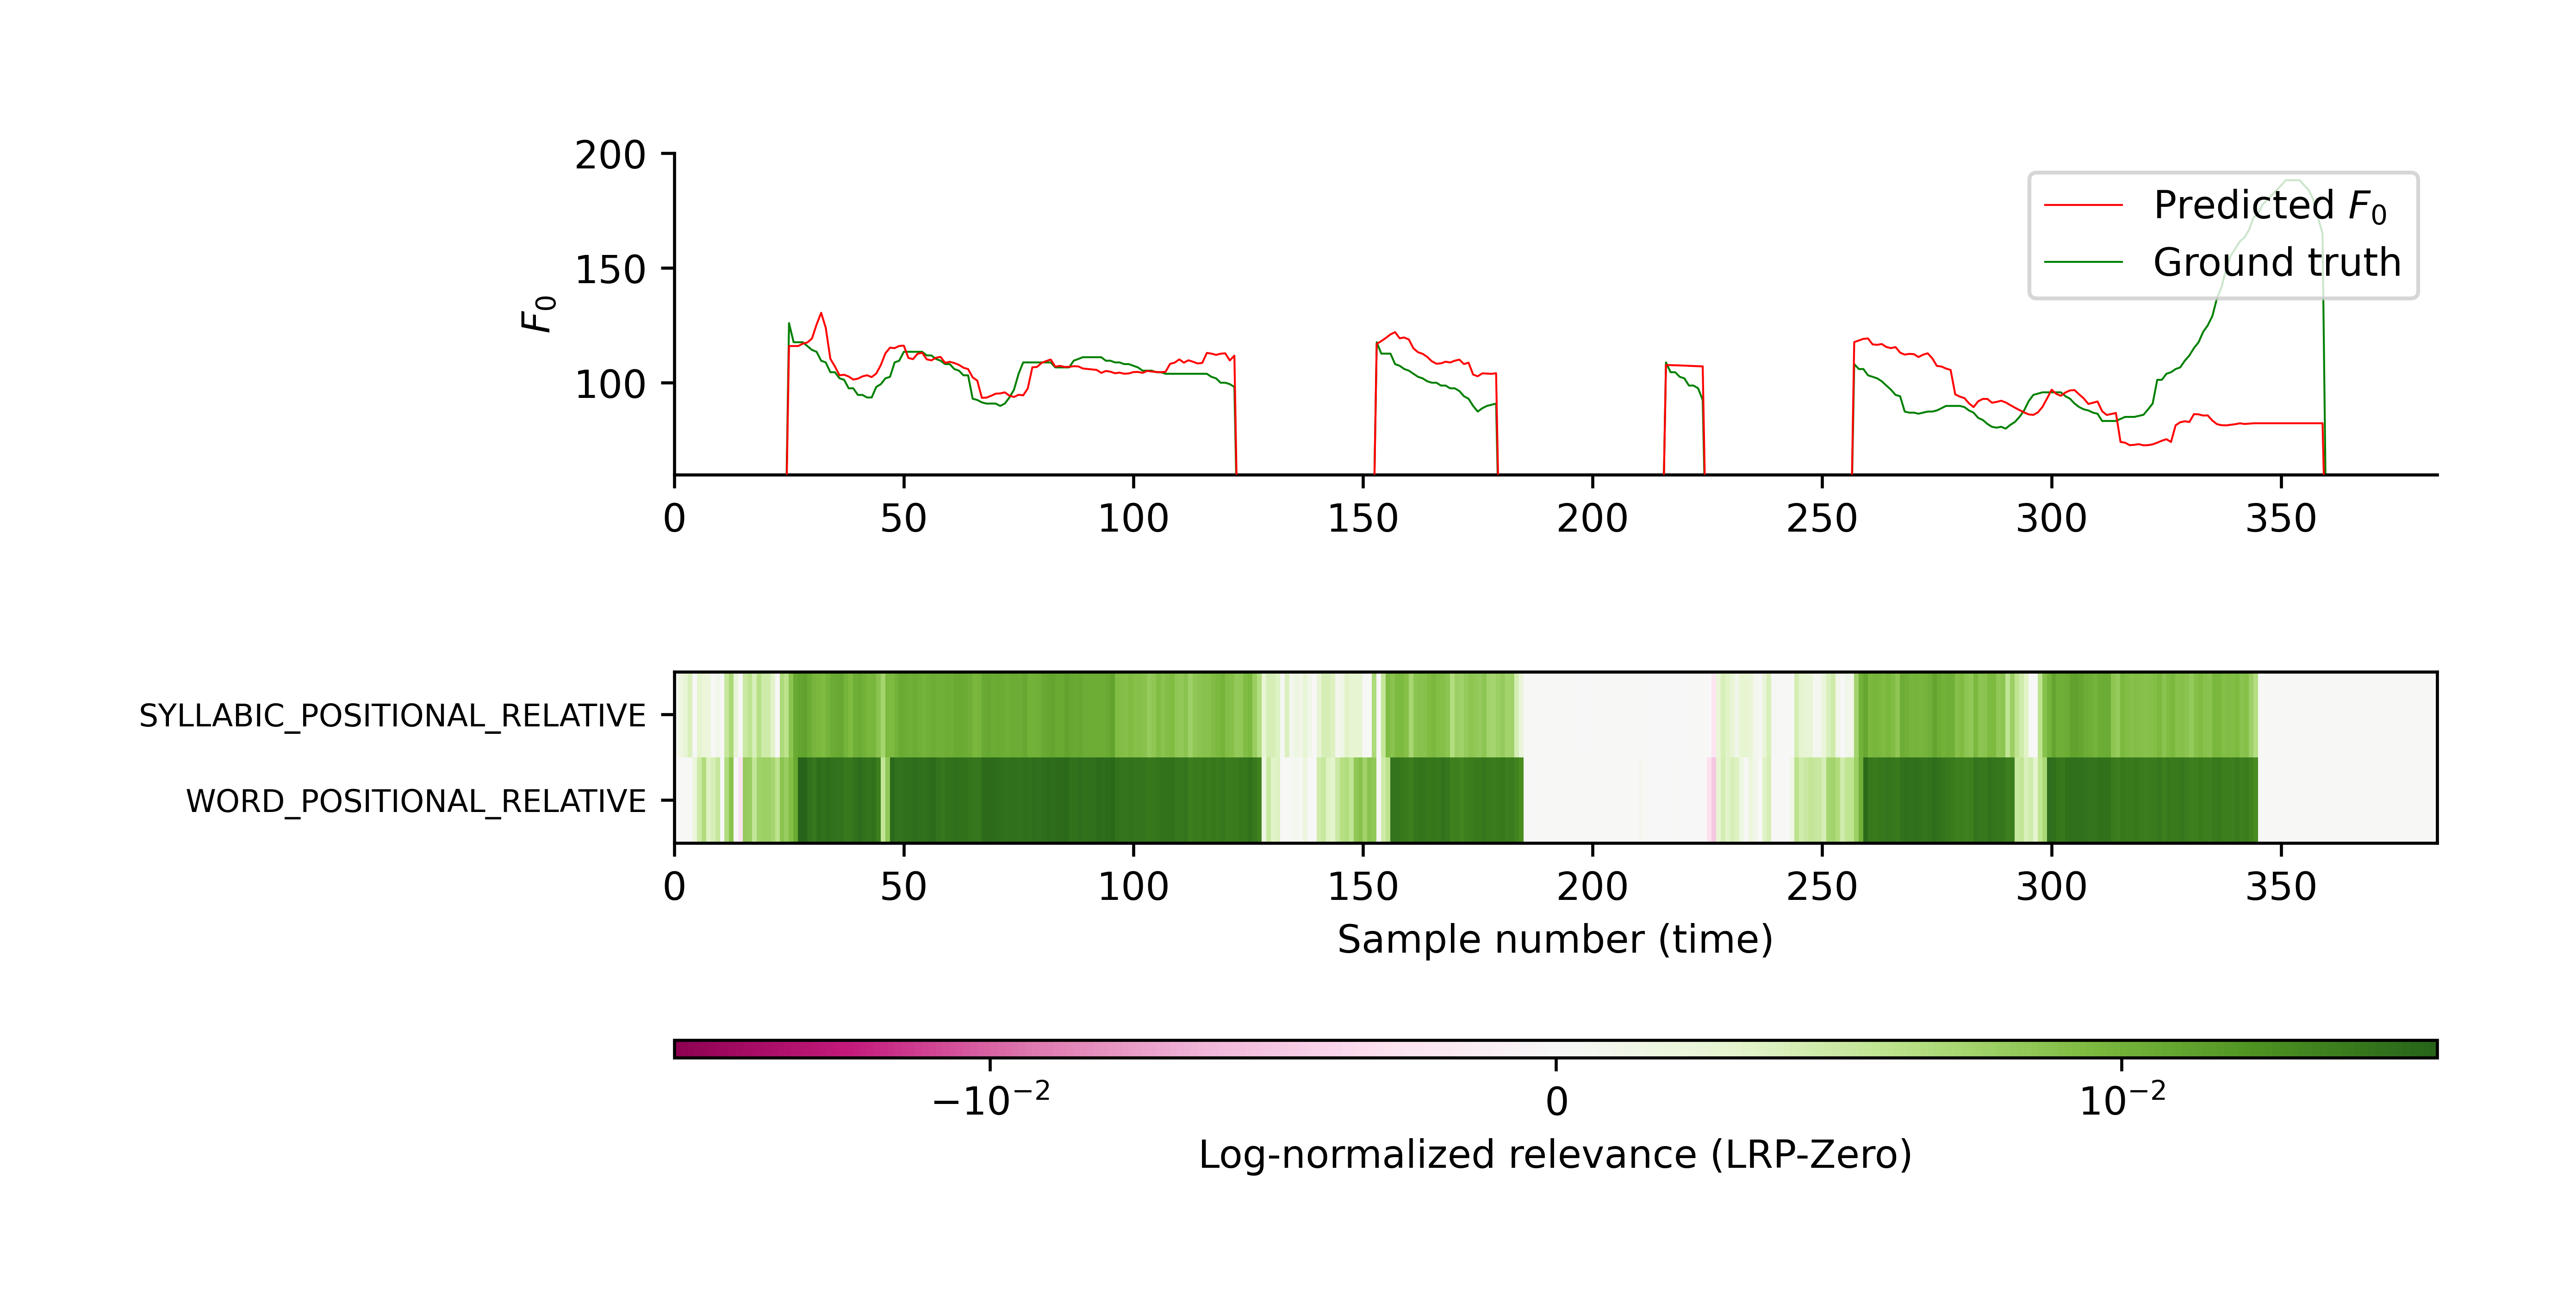 200
150
100
F₀
Predicted F₀
Ground truth
0 50 100 150 200 250 300 350
SYLLABIC_POSITIONAL_RELATIVE
WORD_POSITIONAL_RELATIVE
0 50 100 150 200 250 300 350
Sample number (time)
−10⁻² 0 10⁻²
Log-normalized relevance (LRP-Zero)